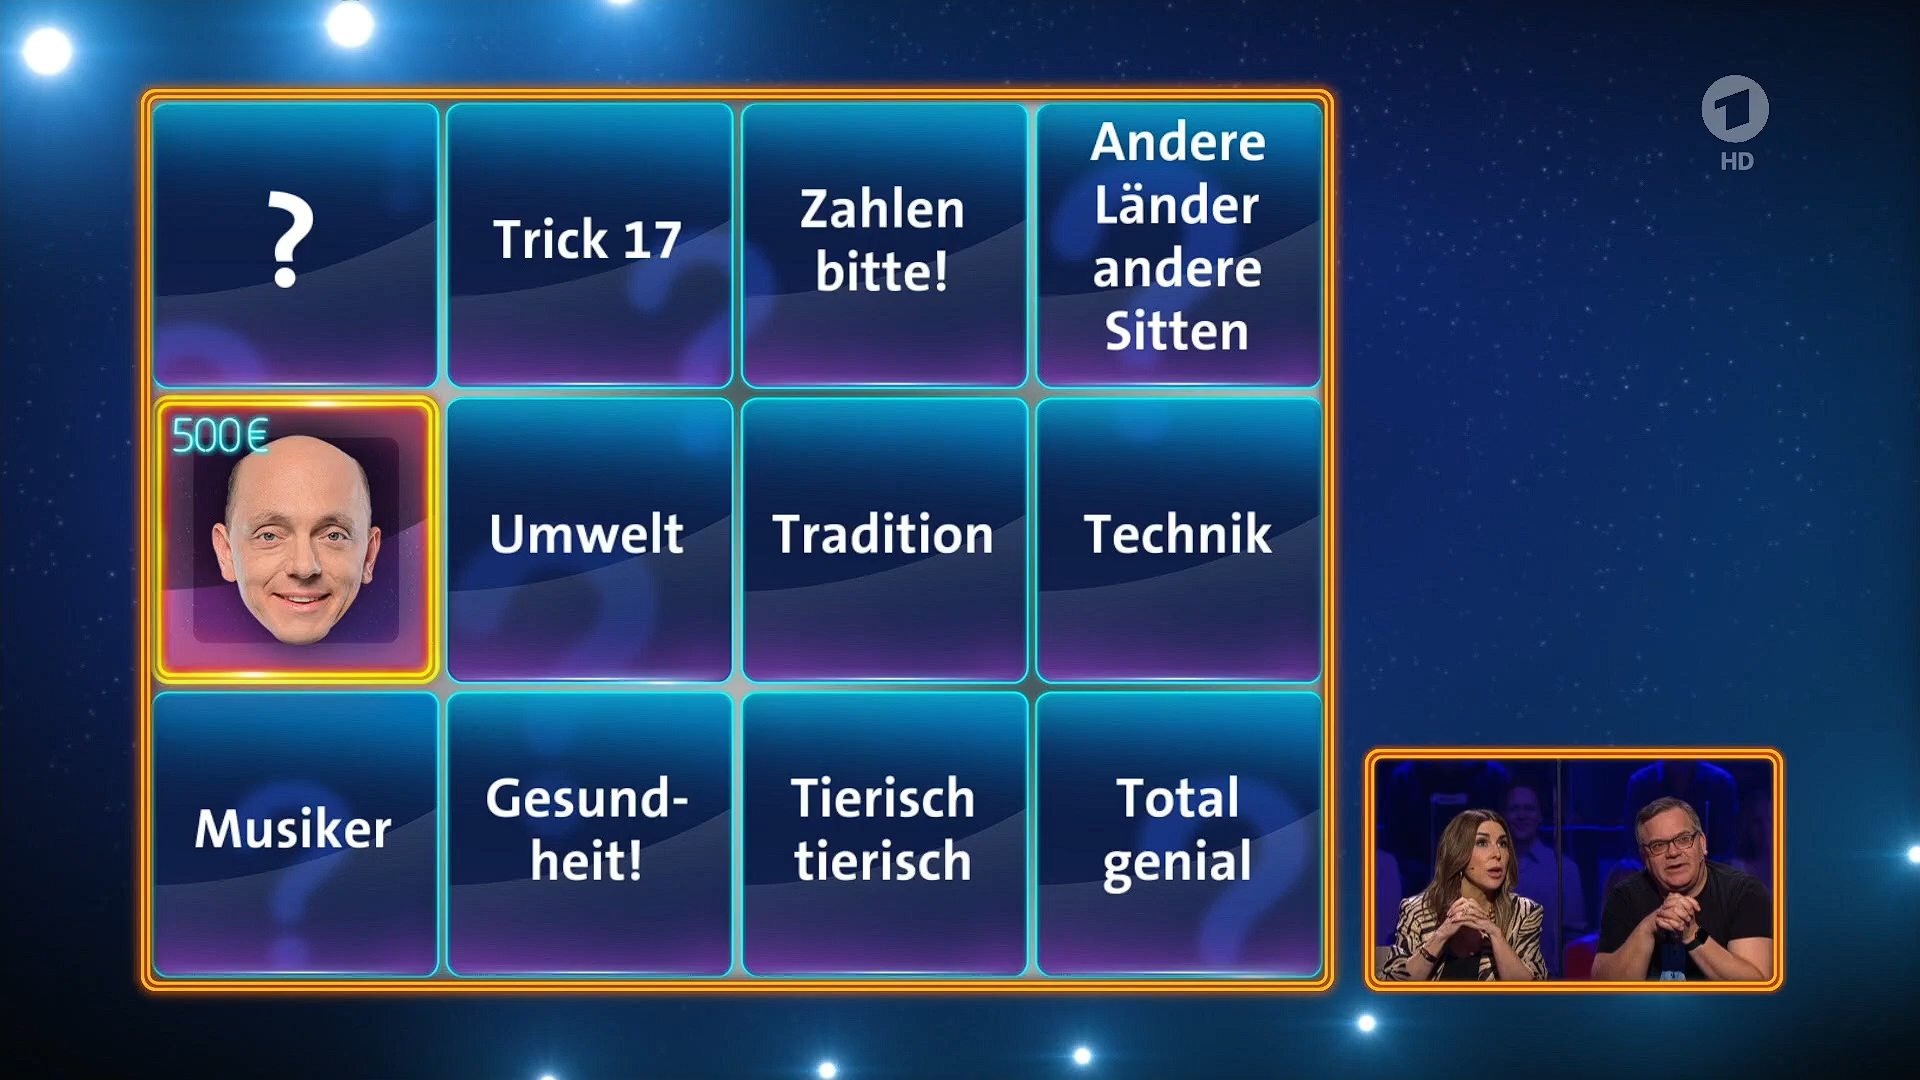 ?
Trick 17
Zahlen
bitte!
Andere
Länder
andere
Sitten
500€
Umwelt
Tradition
Technik
Musiker
Gesund-
heit!
Tierisch
tierisch
Total
genial
1
HD